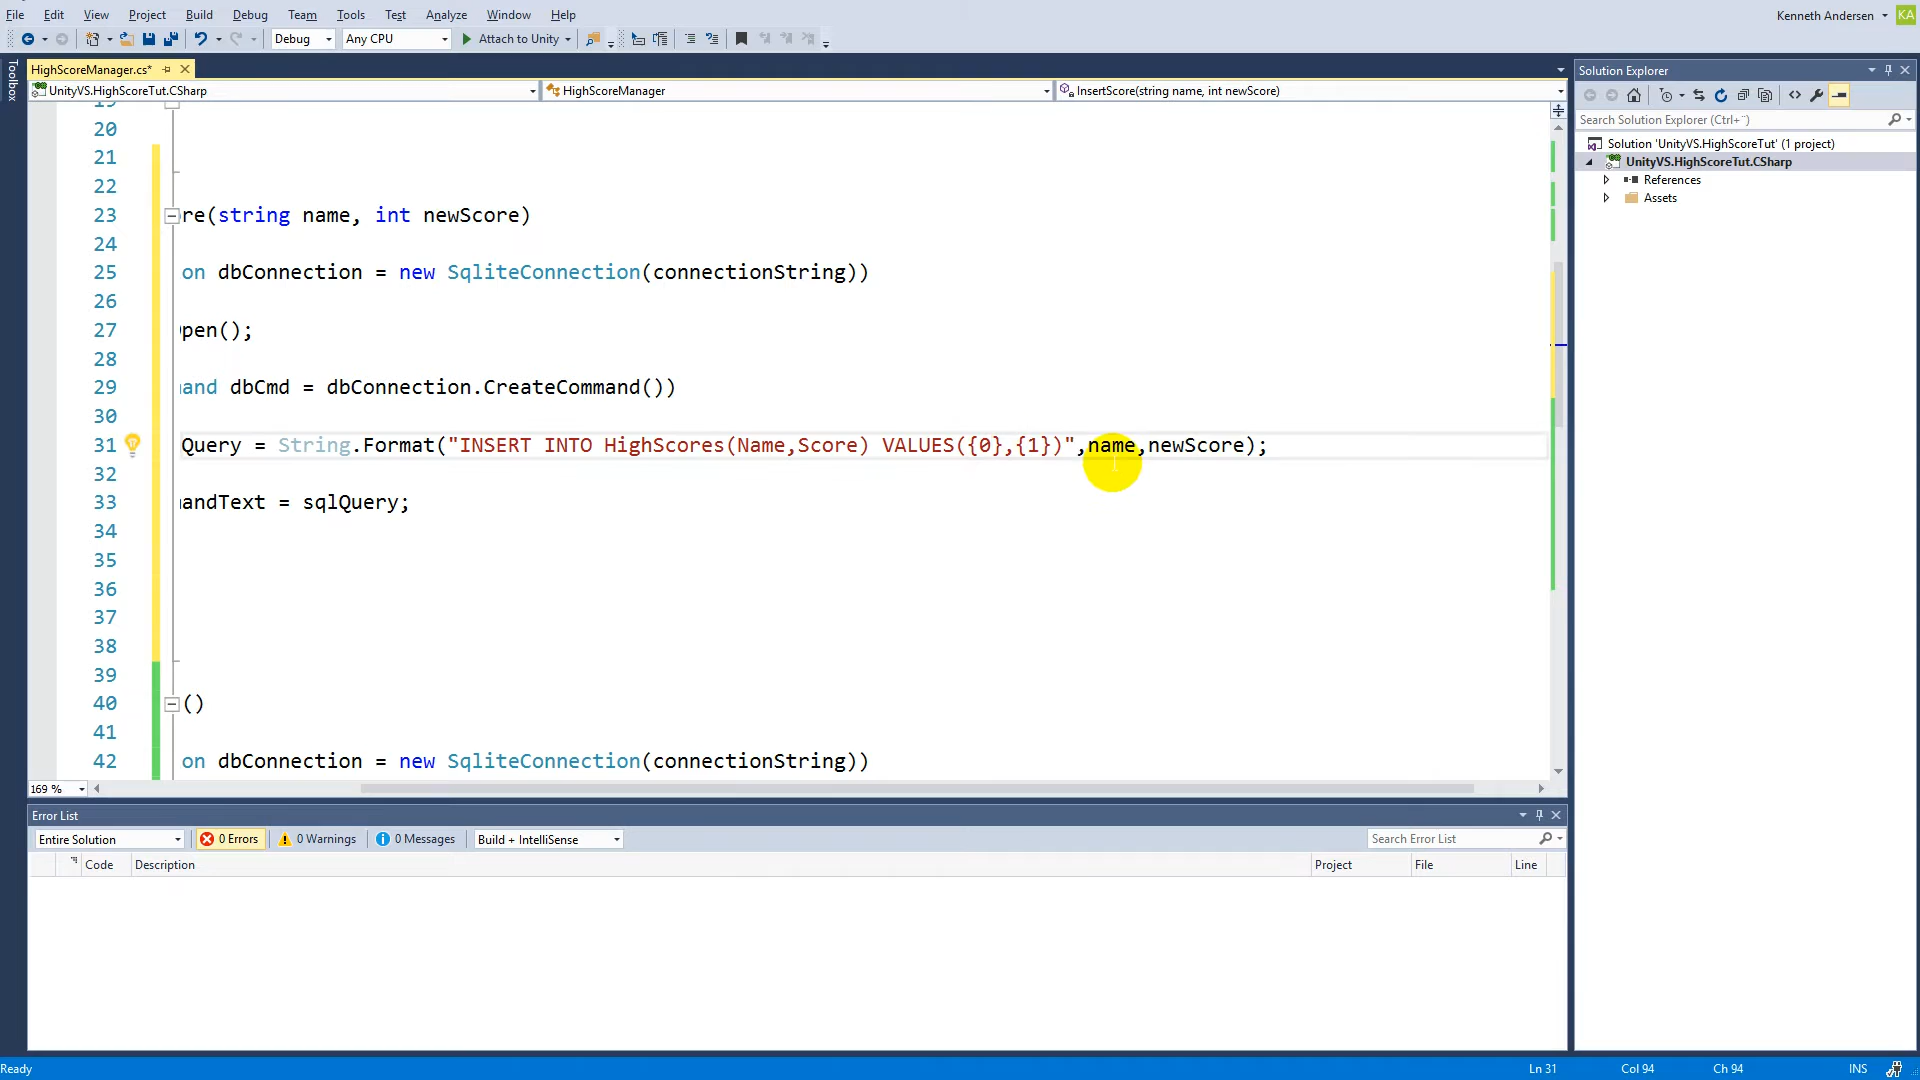 File Edit View Project Build Debug Team Tools Test Analyze Window Help Kenneth Andersen KA
Debug Any CPU Attach to Unity
Toolbox
HighScoreManager.cs*
UnityVS.HighScoreTut.CSharp HighScoreManager InsertScore(string name, int newScore)
19
20
21
22
23 re(string name, int newScore)
24
25 on dbConnection = new SqliteConnection(connectionString))
26
27 Open();
28
29 mand dbCmd = dbConnection.CreateCommand())
30
31 Query = String.Format("INSERT INTO HighScores(Name,Score) VALUES({0},{1})",name,newScore);
32
33 mandText = sqlQuery;
34
35
36
37
38
39
40 ()
41
42 on dbConnection = new SqliteConnection(connectionString))
169 %
Error List
Entire Solution 0 Errors 0 Warnings 0 Messages Build + IntelliSense Search Error List
Code Description Project File Line
Solution Explorer
Search Solution Explorer (Ctrl+¨)
Solution 'UnityVS.HighScoreTut' (1 project)
UnityVS.HighScoreTut.CSharp
References
Assets
Ready Ln 31 Col 94 Ch 94 INS